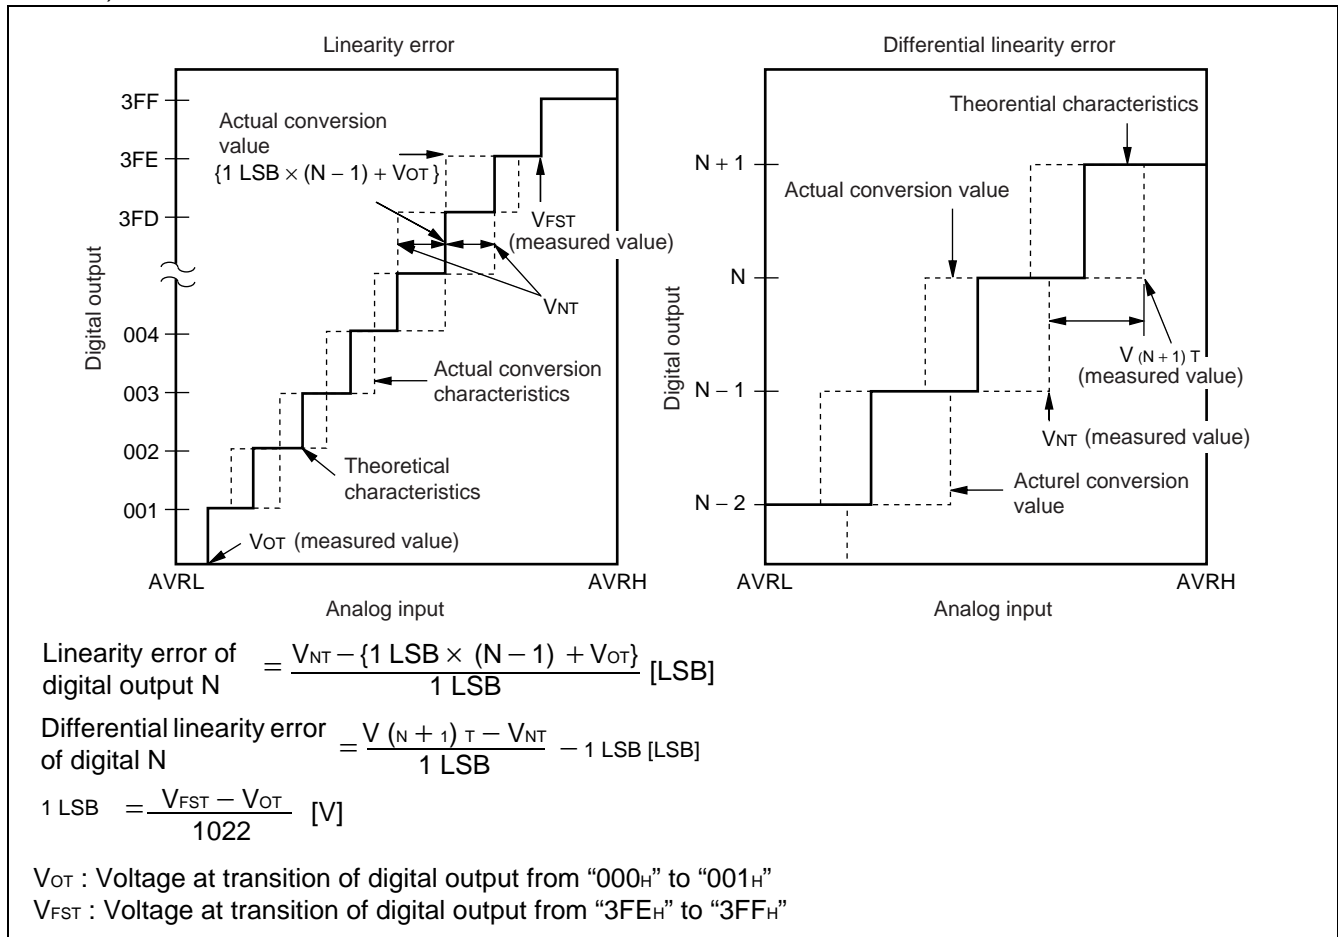 Linearity error
3FF
3FE
3FD
004
003
002
001
Digital output
Actual conversion
value
{1 LSB × (N − 1) + VOT }
VFST
(measured value)
VNT
Actual conversion
characteristics
Theoretical
characteristics
VOT (measured value)
AVRL
AVRH
Analog input
Differential linearity error
Theorential characteristics
N + 1
Actual conversion value
N
Digital output
V (N + 1) T
(measured value)
N − 1
VNT (measured value)
Acturel conversion
value
N − 2
AVRL
AVRH
Analog input
Linearity error of
digital output N
= VNT − {1 LSB × (N − 1) + VOT} / 1 LSB [LSB]
Differential linearity error
of digital N
= V (N + 1) T − VNT / 1 LSB − 1 LSB [LSB]
1 LSB = VFST − VOT / 1022 [V]
VOT : Voltage at transition of digital output from “000H” to “001H”
VFST : Voltage at transition of digital output from “3FEH” to “3FFH”